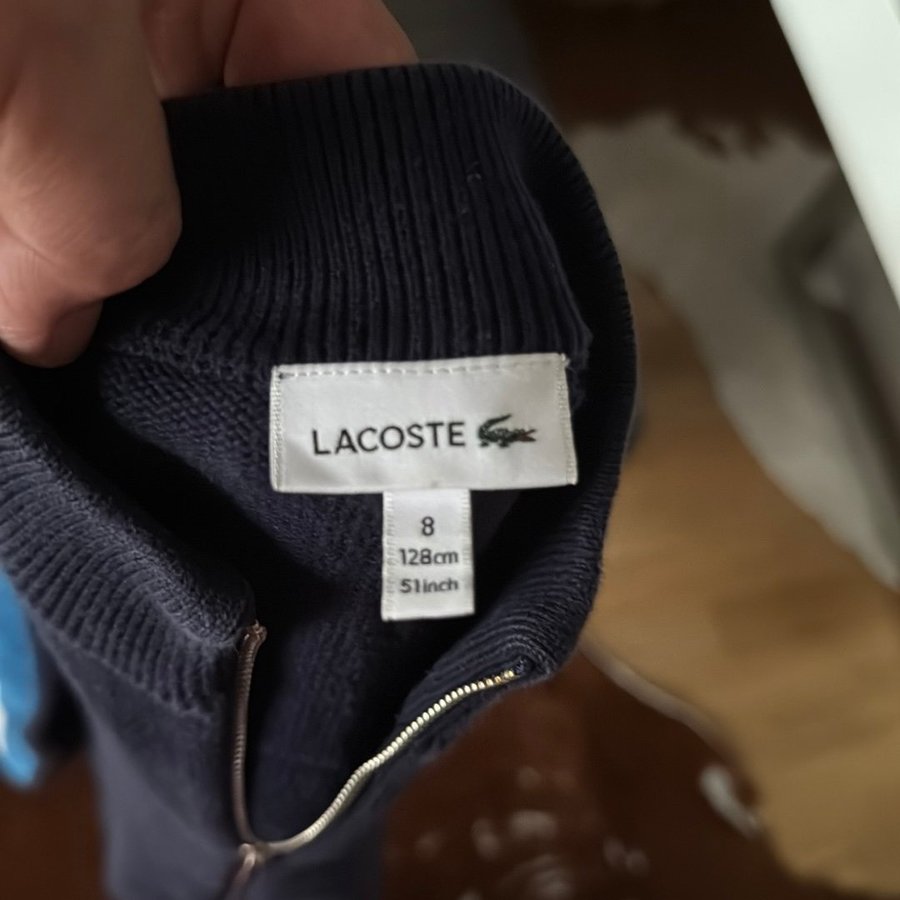 LACOSTE
8
128cm
51inch